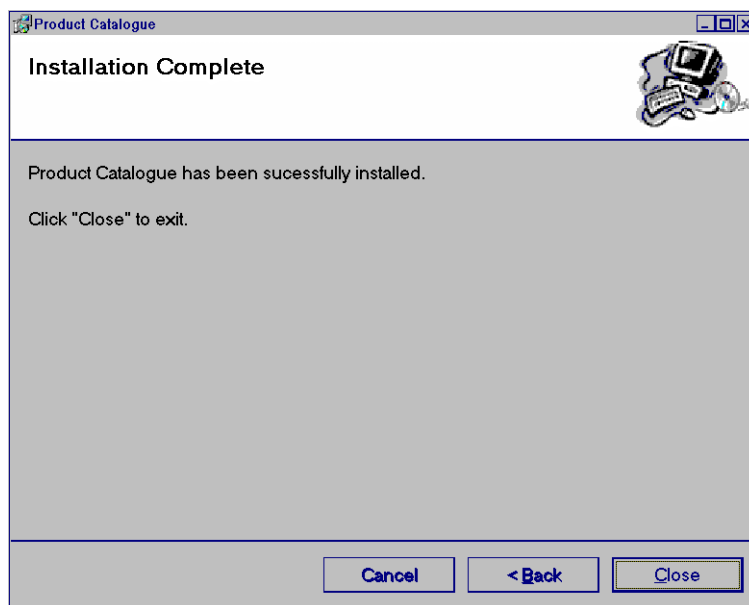 Product Catalogue
Installation Complete
Product Catalogue has been sucessfully installed.
Click "Close" to exit.
Cancel
< Back
Close